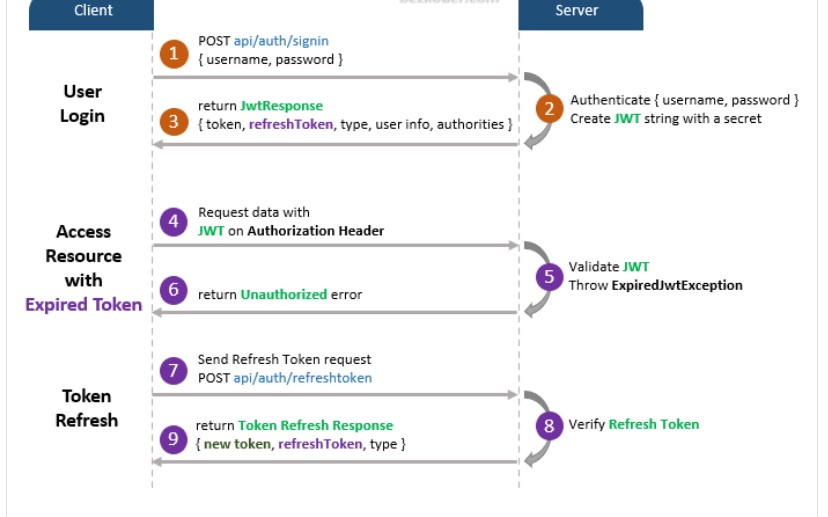 Client
Server
User
Login
1
POST api/auth/signin
{ username, password }
2
Authenticate { username, password }
Create JWT string with a secret
3
return JwtResponse
{ token, refreshToken, type, user info, authorities }
Access
Resource
with
Expired Token
4
Request data with
JWT on Authorization Header
5
Validate JWT
Throw ExpiredJwtException
6
return Unauthorized error
Token
Refresh
7
Send Refresh Token request
POST api/auth/refreshtoken
8
Verify Refresh Token
9
return Token Refresh Response
{ new token, refreshToken, type }